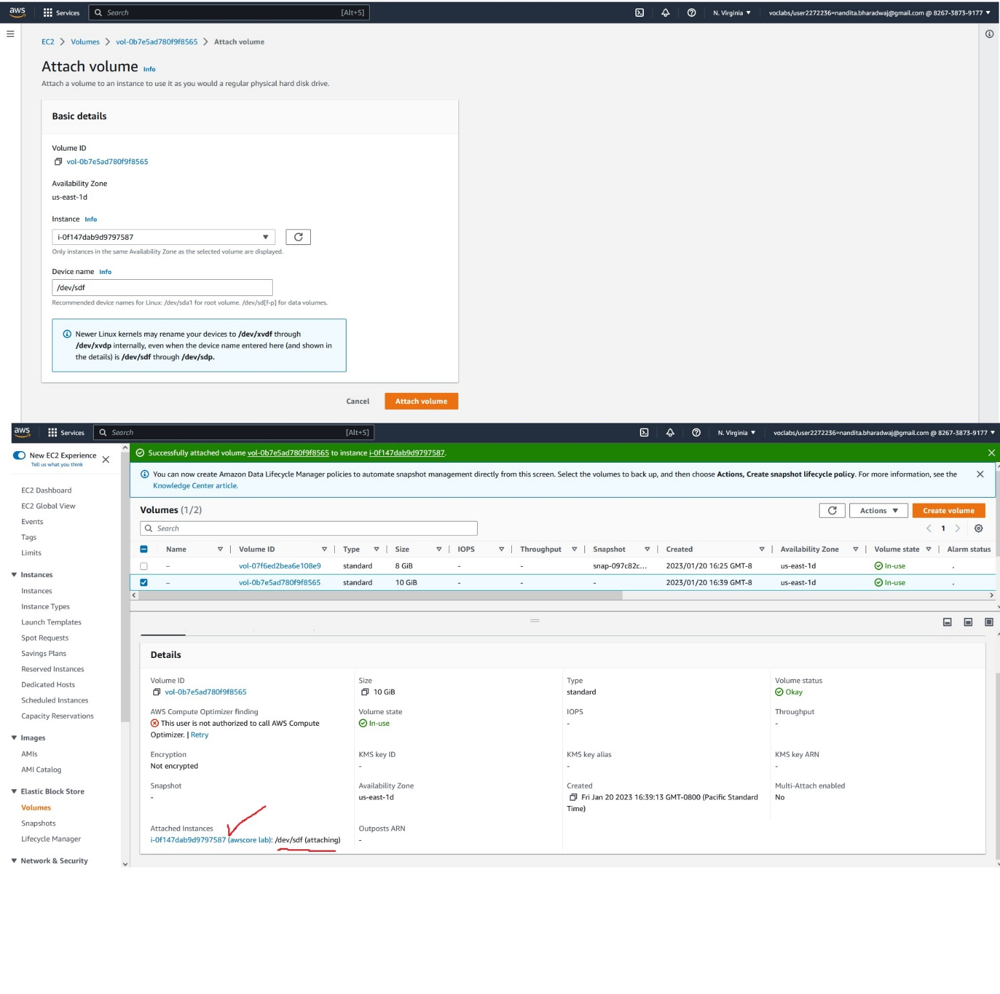 aws Services Search [Alt+S] N. Virginia voclabs/user2272236=nandita.bharadwaj@gmail.com @ 8267-3873-9177
EC2 > Volumes > vol-0b7e5ad780f9f8565 > Attach volume
Attach volume Info
Attach a volume to an instance to use it as you would a regular physical hard disk drive.
Basic details
Volume ID
vol-0b7e5ad780f9f8565
Availability Zone
us-east-1d
Instance Info
i-0f147dab9d9797587
Only instances in the same Availability Zone as the selected volume are displayed.
Device name Info
/dev/sdf
Recommended device names for Linux: /dev/sda1 for root volume. /dev/sd[f-p] for data volumes.
Newer Linux kernels may rename your devices to /dev/xvdf through
/dev/xvdp internally, even when the device name entered here (and shown in
the details) is /dev/sdf through /dev/sdp.
Cancel Attach volume
aws Services Search [Alt+S] N. Virginia voclabs/user2272236=nandita.bharadwaj@gmail.com @ 8267-3873-9177
New EC2 Experience
Tell us what you think
EC2 Dashboard
EC2 Global View
Events
Tags
Limits
Instances
Instances
Instance Types
Launch Templates
Spot Requests
Savings Plans
Reserved Instances
Dedicated Hosts
Scheduled Instances
Capacity Reservations
Images
AMIs
AMI Catalog
Elastic Block Store
Volumes
Snapshots
Lifecycle Manager
Network & Security
Successfully attached volume vol-0b7e5ad780f9f8565 to instance i-0f147dab9d9797587.
You can now create Amazon Data Lifecycle Manager policies to automate snapshot management directly from this screen. Select the volumes to back up, and then choose Actions, Create snapshot lifecycle policy. For more information, see the
Knowledge Center article.
Volumes (1/2) Actions Create volume
Search 1
Name Volume ID Type Size IOPS Throughput Snapshot Created Availability Zone Volume state Alarm status
– vol-07f6ed2bea6e108e9 standard 8 GiB - - snap-097c82c... 2023/01/20 16:25 GMT-8 us-east-1d In-use
– vol-0b7e5ad780f9f8565 standard 10 GiB - - - 2023/01/20 16:39 GMT-8 us-east-1d In-use
Details
Volume ID Size Type Volume status
vol-0b7e5ad780f9f8565 10 GiB standard Okay
AWS Compute Optimizer finding Volume state IOPS Throughput
This user is not authorized to call AWS Compute In-use - -
Optimizer. | Retry
Encryption KMS key ID KMS key alias KMS key ARN
Not encrypted - - -
Snapshot Availability Zone Created Multi-Attach enabled
- us-east-1d Fri Jan 20 2023 16:39:13 GMT-0800 (Pacific Standard No
Time)
Attached Instances Outposts ARN
i-0f147dab9d9797587 (awscore lab): /dev/sdf (attaching) -